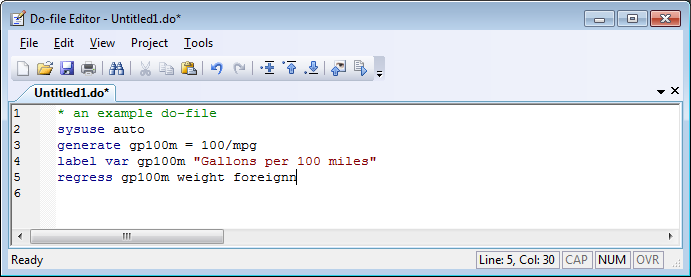 Do-file Editor - Untitled1.do*
File Edit View Project Tools
Untitled1.do*
1 * an example do-file
2 sysuse auto
3 generate gp100m = 100/mpg
4 label var gp100m "Gallons per 100 miles"
5 regress gp100m weight foreignn
6
Ready Line: 5, Col: 30 CAP NUM OVR